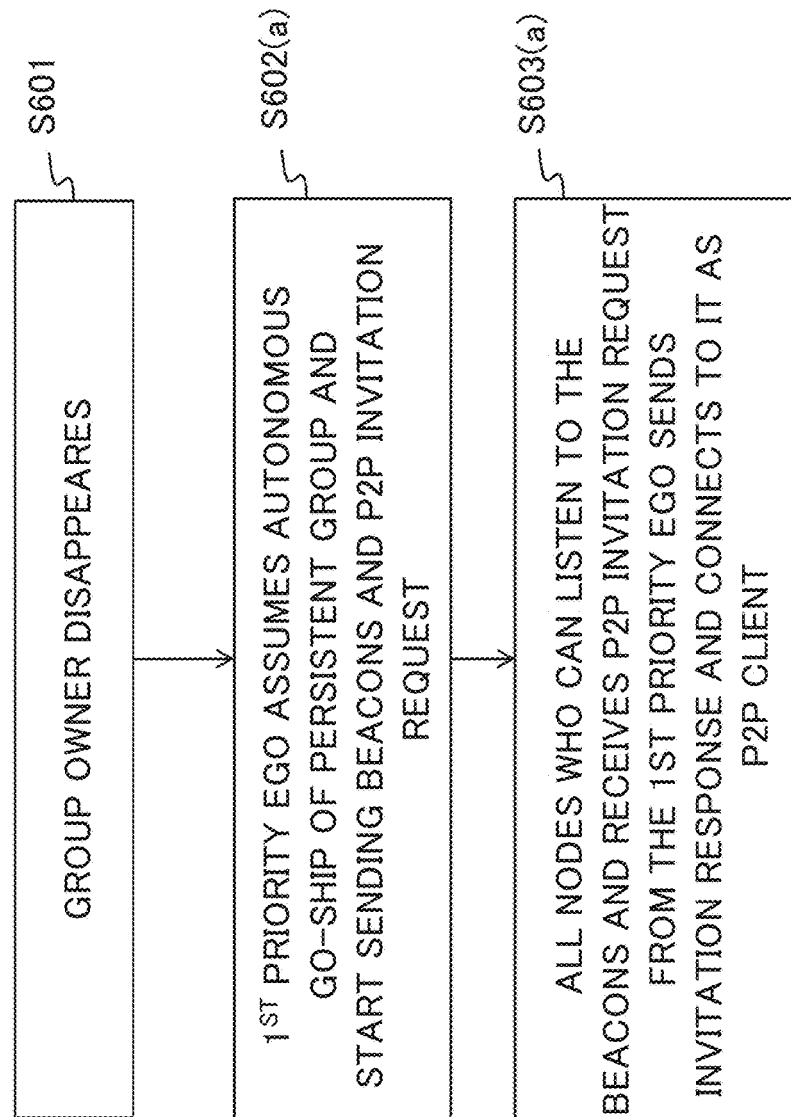 S601
GROUP OWNER DISAPPEARES
S602(a)
1ST PRIORITY EGO ASSUMES AUTONOMOUS
GO-SHIP OF PERSISTENT GROUP AND
START SENDING BEACONS AND P2P INVITATION
REQUEST
S603(a)
ALL NODES WHO CAN LISTEN TO THE
BEACONS AND RECEIVES P2P INVITATION REQUEST
FROM THE 1ST PRIORITY EGO SENDS
INVITATION RESPONSE AND CONNECTS TO IT AS
P2P CLIENT